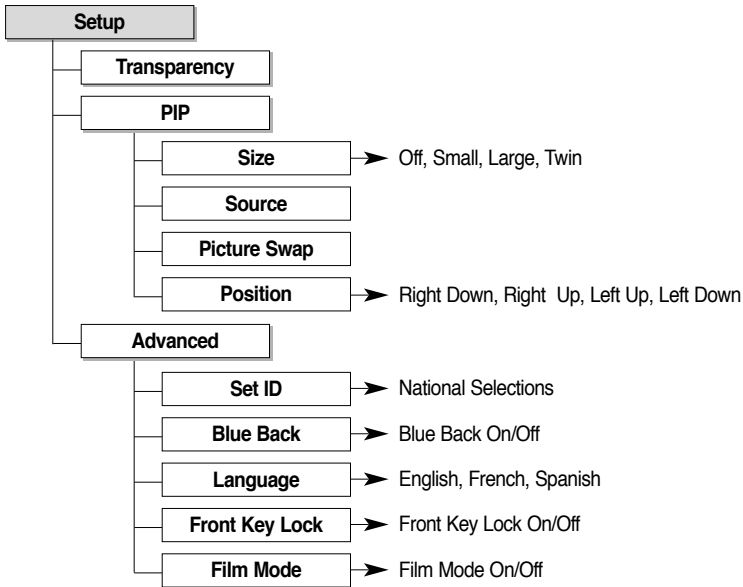 Setup
Transparency
PIP
Size Off, Small, Large, Twin
Source
Picture Swap
Position Right Down, Right Up, Left Up, Left Down
Advanced
Set ID National Selections
Blue Back Blue Back On/Off
Language English, French, Spanish
Front Key Lock Front Key Lock On/Off
Film Mode Film Mode On/Off